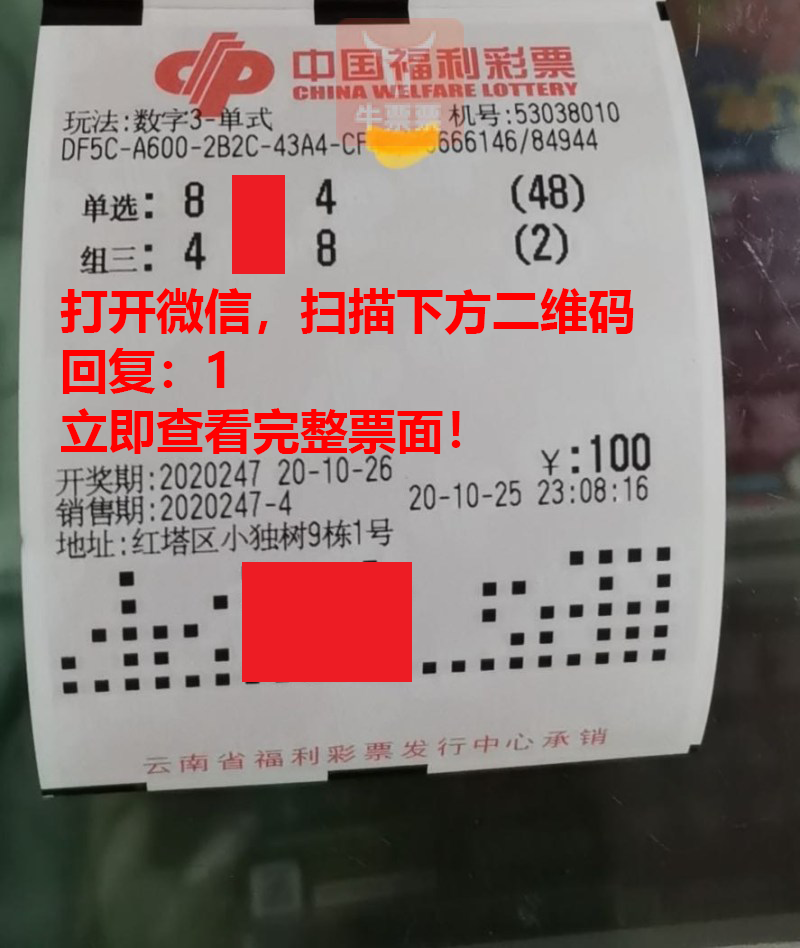 中国福利彩票
CHINA WELFARE LOTTERY
牛票票
玩法:数字3-单式 机号:53038010
DF5C-A600-2B2C-43A4-CF 666146/84944
单选: 8 4 (48)
组三: 4 8 (2)
打开微信，扫描下方二维码
回复：1
立即查看完整票面！
¥:100
开奖期:2020247 20-10-26
销售期:2020247-4 20-10-25 23:08:16
地址:红塔区小独树9栋1号
云南省福利彩票发行中心承销